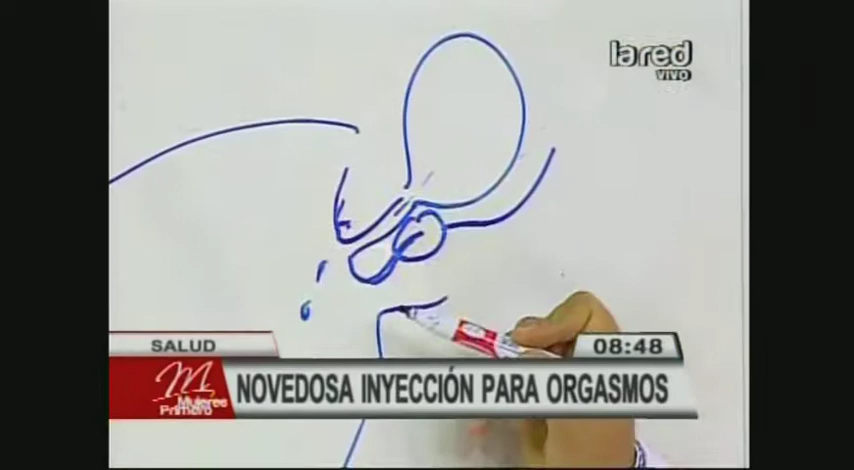 la red
VIVO
SALUD
08:48
M
Mujeres
Primero
NOVEDOSA INYECCIÓN PARA ORGASMOS